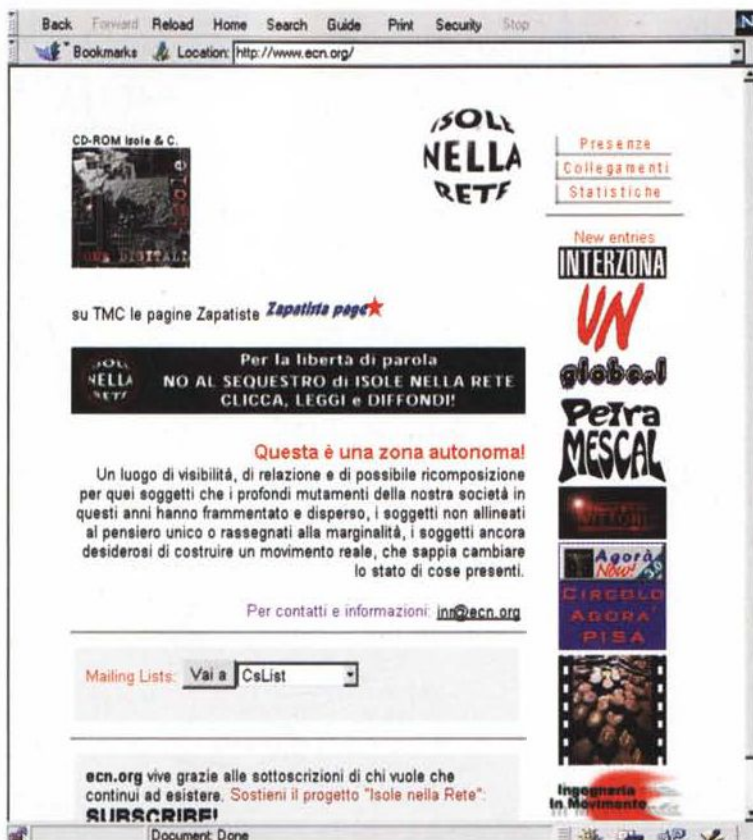 Back Forward Reload Home Search Guide Print Security Stop
Bookmarks Location: http://www.ecn.org/
CD-ROM Isole & C.
ISOLE
NELLA
RETE
Presenze
Collegamenti
Statistiche
New entries
INTERZONA
UN
globe.l
Petra
MESCAL
su TMC le pagine Zapatiste Zapatista page
ISOLE
NELLA
RETE
Per la libertà di parola
NO AL SEQUESTRO di ISOLE NELLA RETE
CLICCA, LEGGI e DIFFONDI!
Questa è una zona autonoma!
Un luogo di visibilità, di relazione e di possibile ricomposizione
per quei soggetti che i profondi mutamenti della nostra società in
questi anni hanno frammentato e disperso, i soggetti non allineati
al pensiero unico o rassegnati alla marginalità, i soggetti ancora
desiderosi di costruire un movimento reale, che sappia cambiare
lo stato di cose presenti.
Per contatti e informazioni: inr@ecn.org
Agorà
Now! 3.0
CIRCOLO
AGORA'
PISA
Mailing Lists: Vai a CsList
ecn.org vive grazie alle sottoscrizioni di chi vuole che
continui ad esistere. Sostieni il progetto "Isole nella Rete":
SUBSCRIBE!
Ingegneria
In Movimento
Document: Done